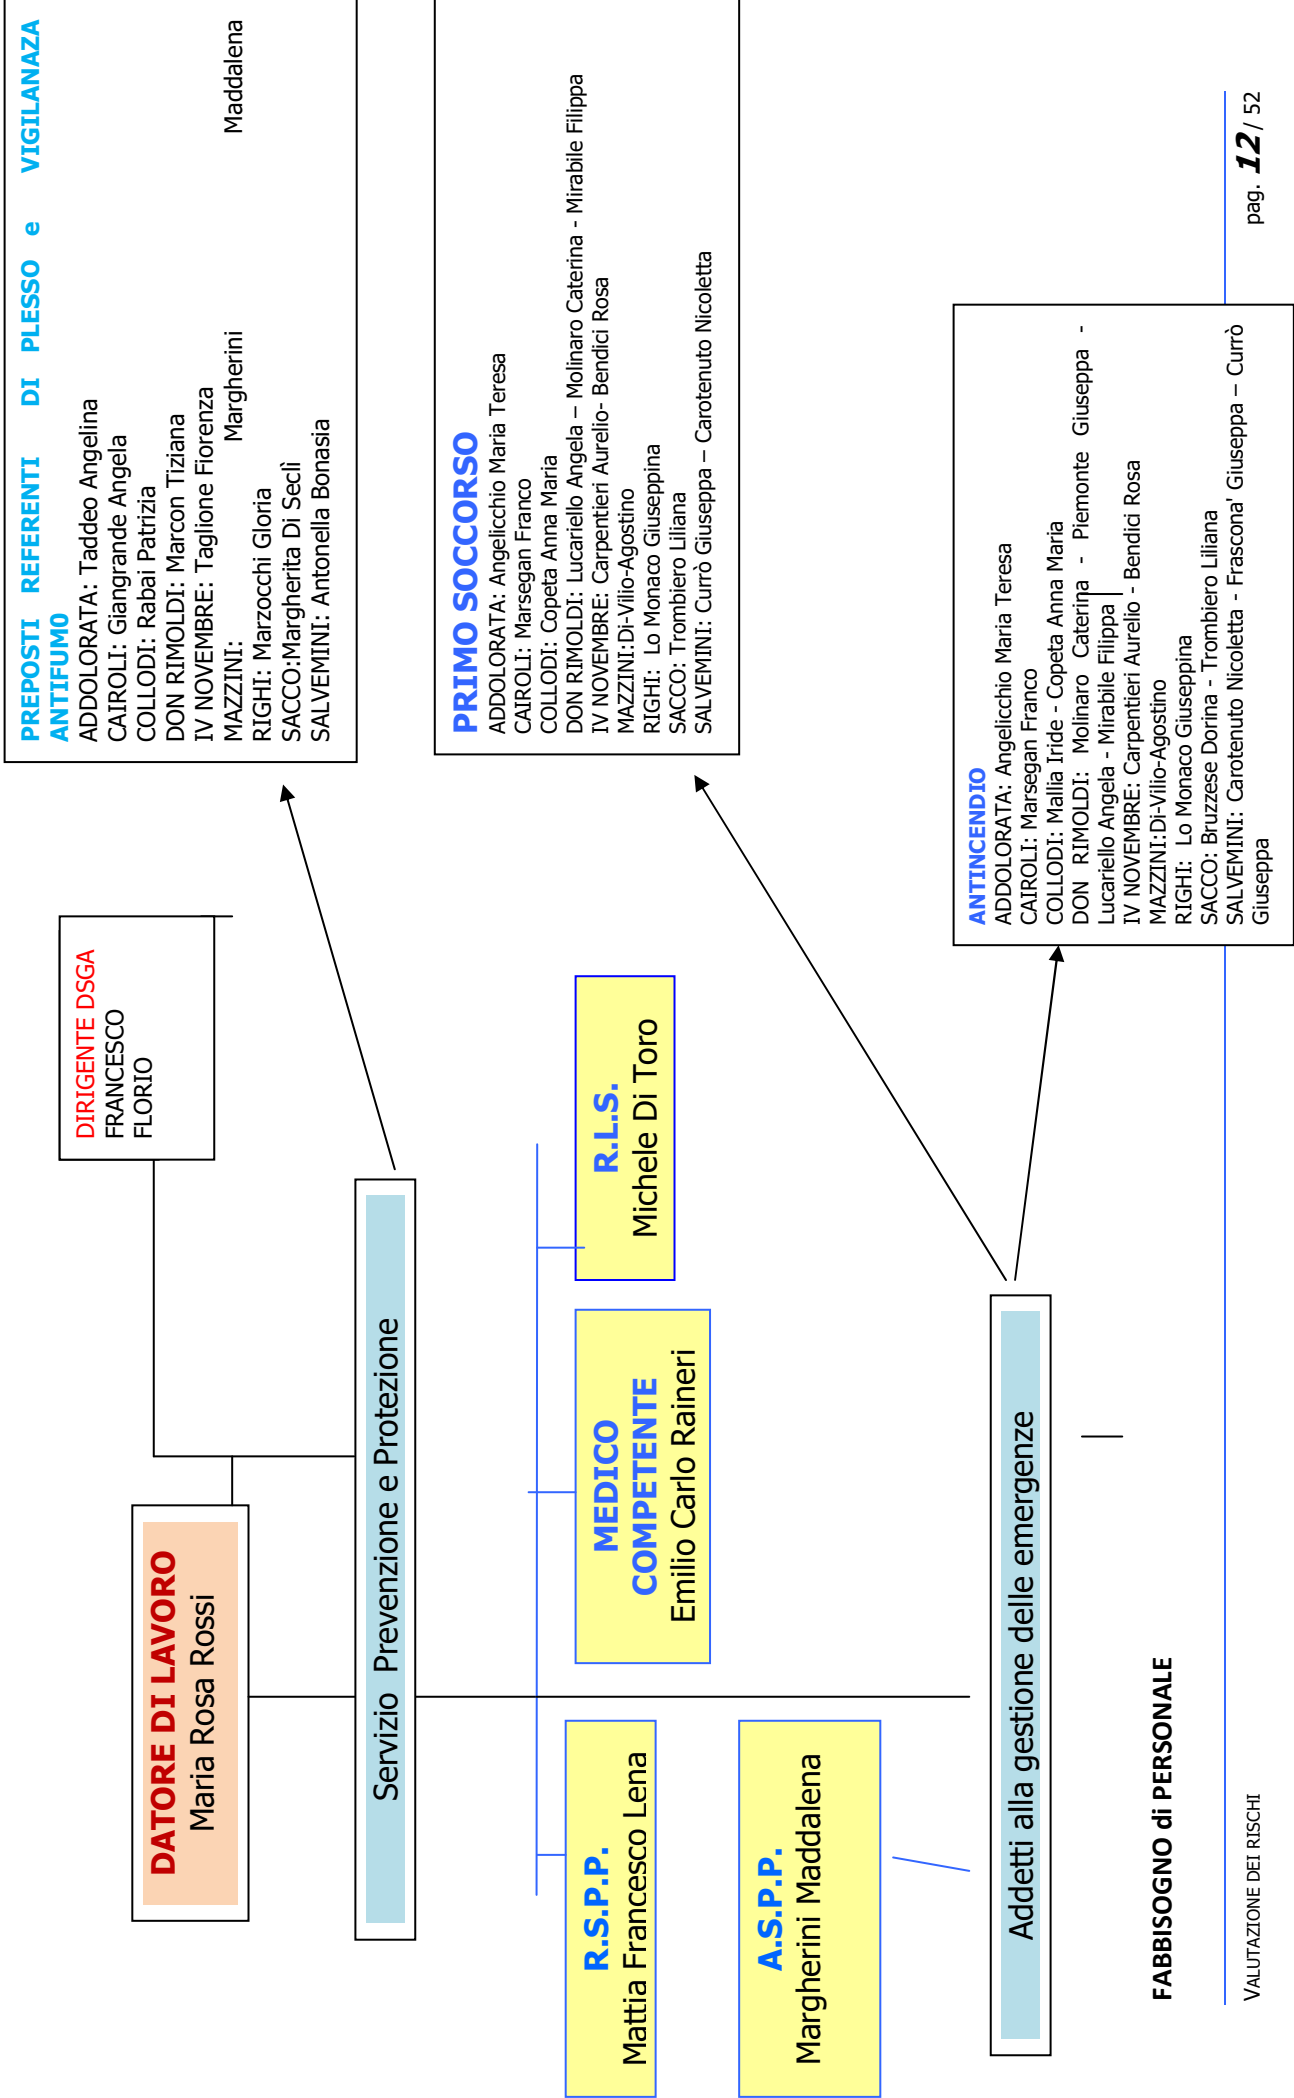 DATORE DI LAVORO
Maria Rosa Rossi
DIRIGENTE DSGA
FRANCESCO
FLORIO
PREPOSTI REFERENTI DI PLESSO e VIGILANAZA
ANTIFUM0
ADDOLORATA: Taddeo Angelina
CAIROLI: Giangrande Angela
COLLODI: Rabai Patrizia
DON RIMOLDI: Marcon Tiziana
IV NOVEMBRE: Taglione Fiorenza
MAZZINI: Margherini Maddalena
RIGHI: Marzocchi Gloria
SACCO:Margherita Di Seclì
SALVEMINI: Antonella Bonasia
Servizio Prevenzione e Protezione
R.S.P.P.
Mattia Francesco Lena
MEDICO
COMPETENTE
Emilio Carlo Raineri
R.L.S.
Michele Di Toro
PRIMO SOCCORSO
ADDOLORATA: Angelicchio Maria Teresa
CAIROLI: Marsegan Franco
COLLODI: Copeta Anna Maria
DON RIMOLDI: Lucariello Angela – Molinaro Caterina - Mirabile Filippa
IV NOVEMBRE: Carpentieri Aurelio- Bendici Rosa
MAZZINI:Di-Vilio-Agostino
RIGHI: Lo Monaco Giuseppina
SACCO: Trombiero Liliana
SALVEMINI: Currò Giuseppa – Carotenuto Nicoletta
A.S.P.P.
Margherini Maddalena
Addetti alla gestione delle emergenze
ANTINCENDIO
ADDOLORATA: Angelicchio Maria Teresa
CAIROLI: Marsegan Franco
COLLODI: Mallia Iride - Copeta Anna Maria
DON RIMOLDI: Molinaro Caterina - Piemonte Giuseppa -
Lucariello Angela - Mirabile Filippa
IV NOVEMBRE: Carpentieri Aurelio - Bendici Rosa
MAZZINI:Di-Vilio-Agostino
RIGHI: Lo Monaco Giuseppina
SACCO: Bruzzese Dorina - Trombiero Liliana
SALVEMINI: Carotenuto Nicoletta - Frascona' Giuseppa – Currò
Giuseppa
FABBISOGNO di PERSONALE
VALUTAZIONE DEI RISCHI
pag. 12/ 52